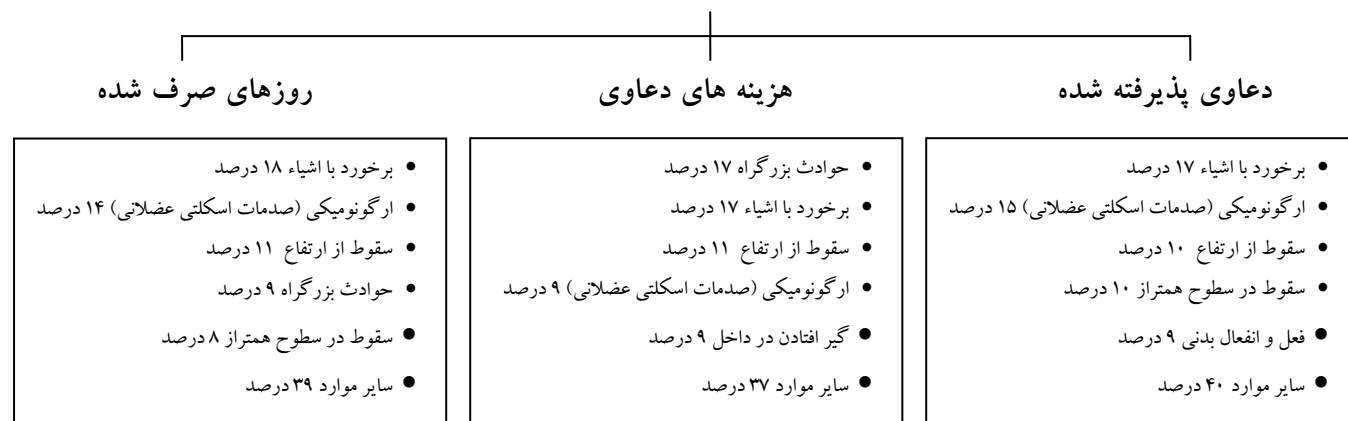 دعاوی پذیرفته شده
• برخورد با اشیاء ۱۷ درصد
• ارگونومیکی (صدمات اسکلتی عضلانی) ۱۵ درصد
• سقوط از ارتفاع ۱۰ درصد
• سقوط در سطوح همتراز ۱۰ درصد
• فعل و انفعال بدنی ۹ درصد
• سایر موارد ۴۰ درصد
هزینه های دعاوی
• حوادث بزرگراه ۱۷ درصد
• برخورد با اشیاء ۱۷ درصد
• سقوط از ارتفاع ۱۱ درصد
• ارگونومیکی (صدمات اسکلتی عضلانی) ۹ درصد
• گیر افتادن در داخل ۹ درصد
• سایر موارد ۳۷ درصد
روزهای صرف شده
• برخورد با اشیاء ۱۸ درصد
• ارگونومیکی (صدمات اسکلتی عضلانی) ۱۴ درصد
• سقوط از ارتفاع ۱۱ درصد
• حوادث بزرگراه ۹ درصد
• سقوط در سطوح همتراز ۸ درصد
• سایر موارد ۳۹ درصد